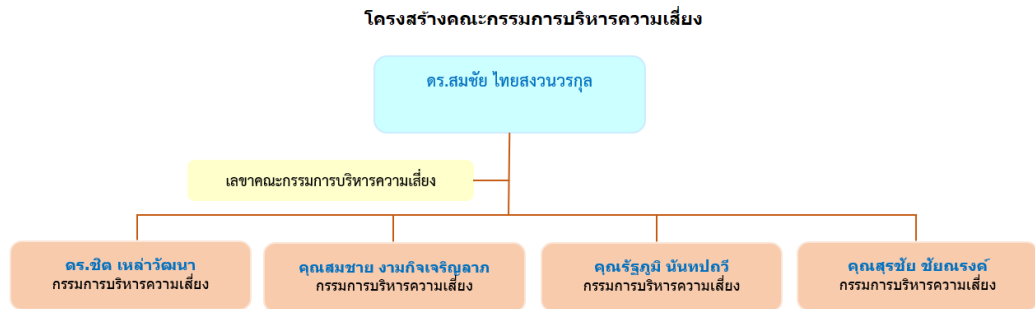 โครงสร้างคณะกรรมการบริหารความเสี่ยง
ดร.สมชัย ไทยสงวนวรกุล
เลขาคณะกรรมการบริหารความเสี่ยง
ดร.ชิต เหล่าวัฒนา
กรรมการบริหารความเสี่ยง
คุณสมชาย งามกิจเจริญลาภ
กรรมการบริหารความเสี่ยง
คุณรัฐภูมิ นันทปถวี
กรรมการบริหารความเสี่ยง
คุณสุรชัย ชัยณรงค์
กรรมการบริหารความเสี่ยง